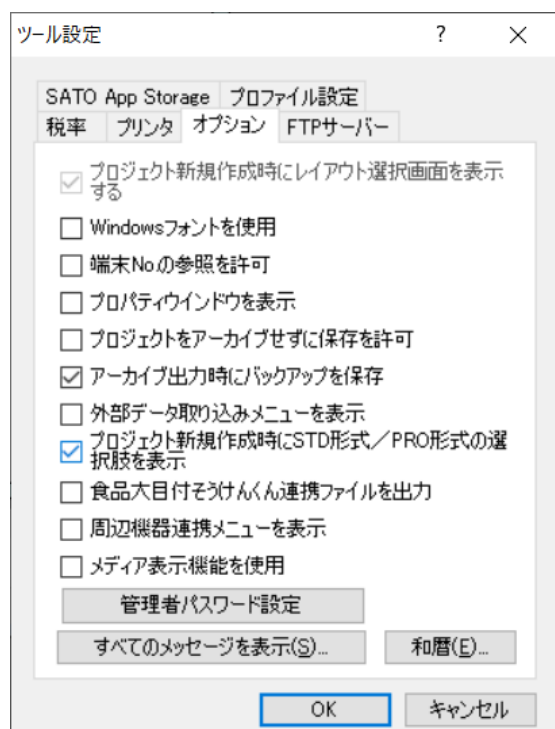 ツール設定
SATO App Storage プロファイル設定
税率 プリンタ オプション FTPサーバー
プロジェクト新規作成時にレイアウト選択画面を表示
する
Windowsフォントを使用
端末No.の参照を許可
プロパティウインドウを表示
プロジェクトをアーカイブせずに保存を許可
アーカイブ出力時にバックアップを保存
外部データ取り込みメニューを表示
プロジェクト新規作成時にSTD形式/PRO形式の選
択肢を表示
食品大目付そうけんくん連携ファイルを出力
周辺機器連携メニューを表示
メディア表示機能を使用
管理者パスワード設定
すべてのメッセージを表示(S)... 和暦(E)...
OK キャンセル